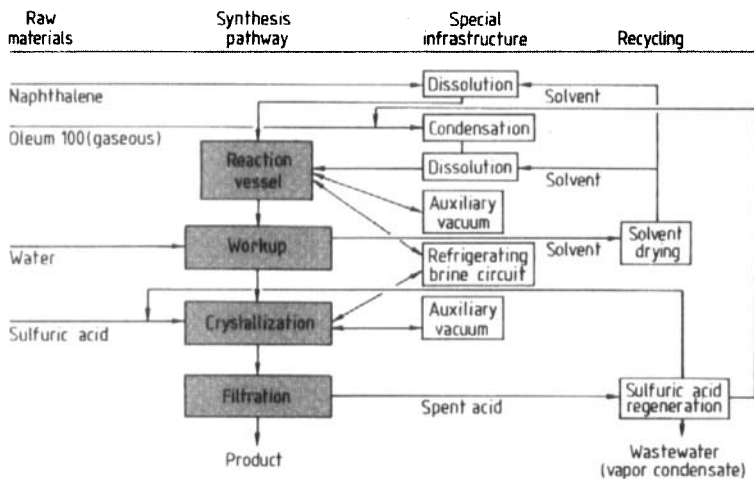 Raw
materials
Synthesis
pathway
Special
infrastructure
Recycling
Dissolution
Naphthalene
Solvent
Oleum 100(gaseous)
Condensation
Reaction
vessel
Dissolution
Solvent
Auxiliary
vacuum
Water
Workup
Solvent
Solvent
drying
Refrigerating
brine circuit
Sulfuric acid
Crystallization
Auxiliary
vacuum
Filtration
Spent acid
Sulfuric acid
regeneration
Product
Wastewater
(vapor condensate)